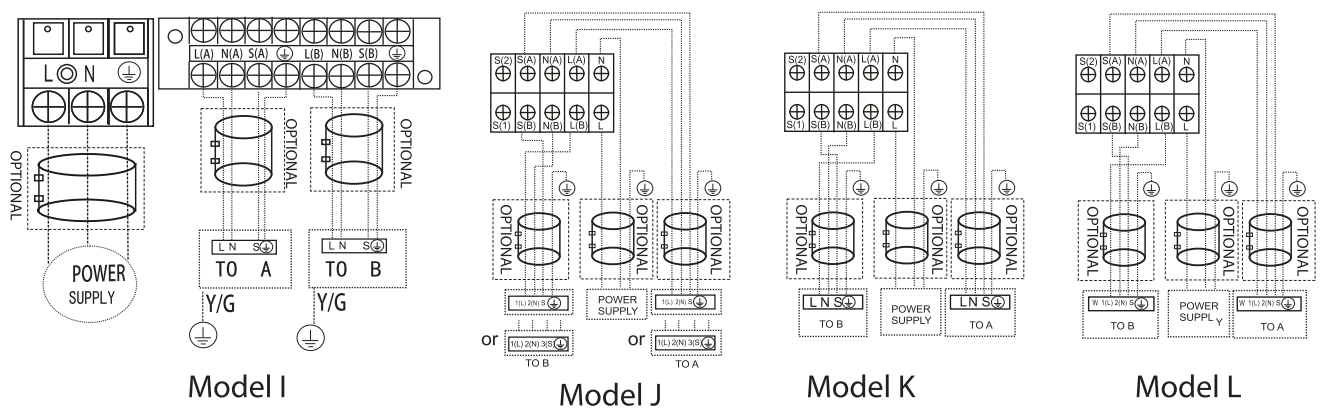 L N
OPTIONAL
POWER
SUPPLY
L(A) N(A) S(A) L(B) N(B) S(B)
OPTIONAL
OPTIONAL
L N S
TO A
Y/G
L N S
TO B
Y/G
Model I
S(2) S(A) N(A) L(A) N
S(1) S(B) N(B) L(B) L
OPTIONAL
OPTIONAL
OPTIONAL
1(L) 2(N) S
POWER
SUPPLY
1(L) 2(N) S
or
1(L) 2(N) 3(S)
TO B
or
1(L) 2(N) 3(S)
TO A
Model J
S(2) S(A) N(A) L(A) N
S(1) S(B) N(B) L(B) L
OPTIONAL
OPTIONAL
OPTIONAL
L N S
TO B
POWER
SUPPLY
L N S
TO A
Model K
S(2) S(A) N(A) L(A) N
S(1) S(B) N(B) L(B) L
OPTIONAL
OPTIONAL
OPTIONAL
W 1(L) 2(N) S
TO B
POWER
SUPPL Y
W 1(L) 2(N) S
TO A
Model L